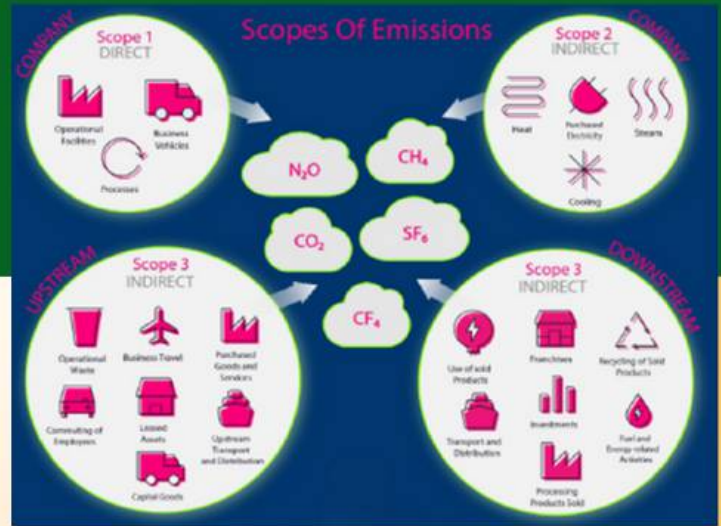 Scopes Of Emissions
COMPANY
Scope 1
DIRECT
Operational
Facilities
Business
Vehicles
Processes
COMPANY
Scope 2
INDIRECT
Heat
Purchased
Electricity
Steam
Cooling
N₂O
CH₄
CO₂
SF₆
CF₄
UPSTREAM
Scope 3
INDIRECT
Operational
Waste
Business Travel
Purchased
Goods and
Services
Commuting of
Employees
Leased
Assets
Upstream
Transport
and Distribution
Capital Goods
DOWNSTREAM
Scope 3
INDIRECT
Use of sold
Products
Franchises
Recycling of Sold
Products
Transport and
Distribution
Investments
Fuel and
Energy-related
Activities
Processing
Products Sold